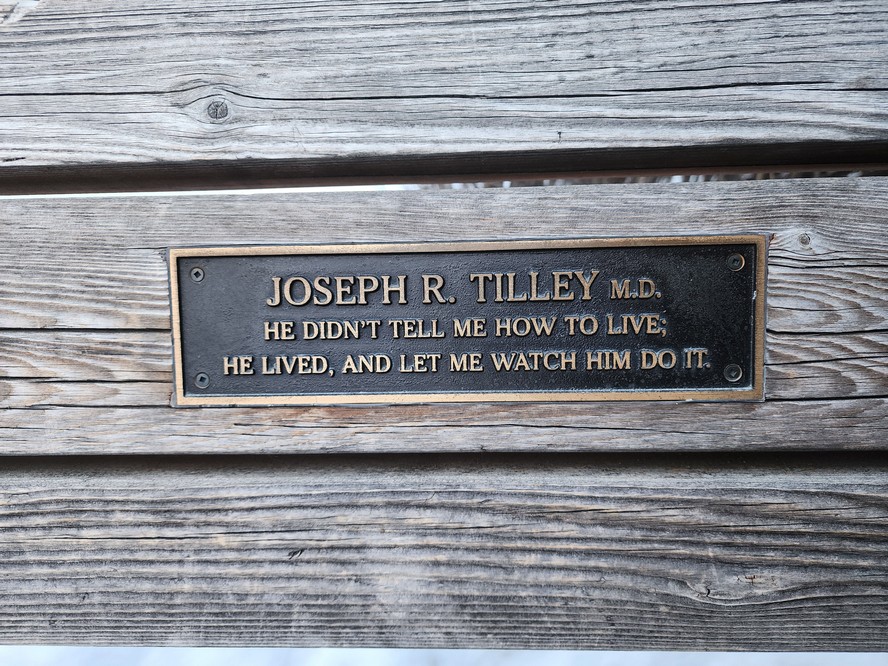 JOSEPH R. TILLEY M.D.
HE DIDN'T TELL ME HOW TO LIVE;
HE LIVED, AND LET ME WATCH HIM DO IT.